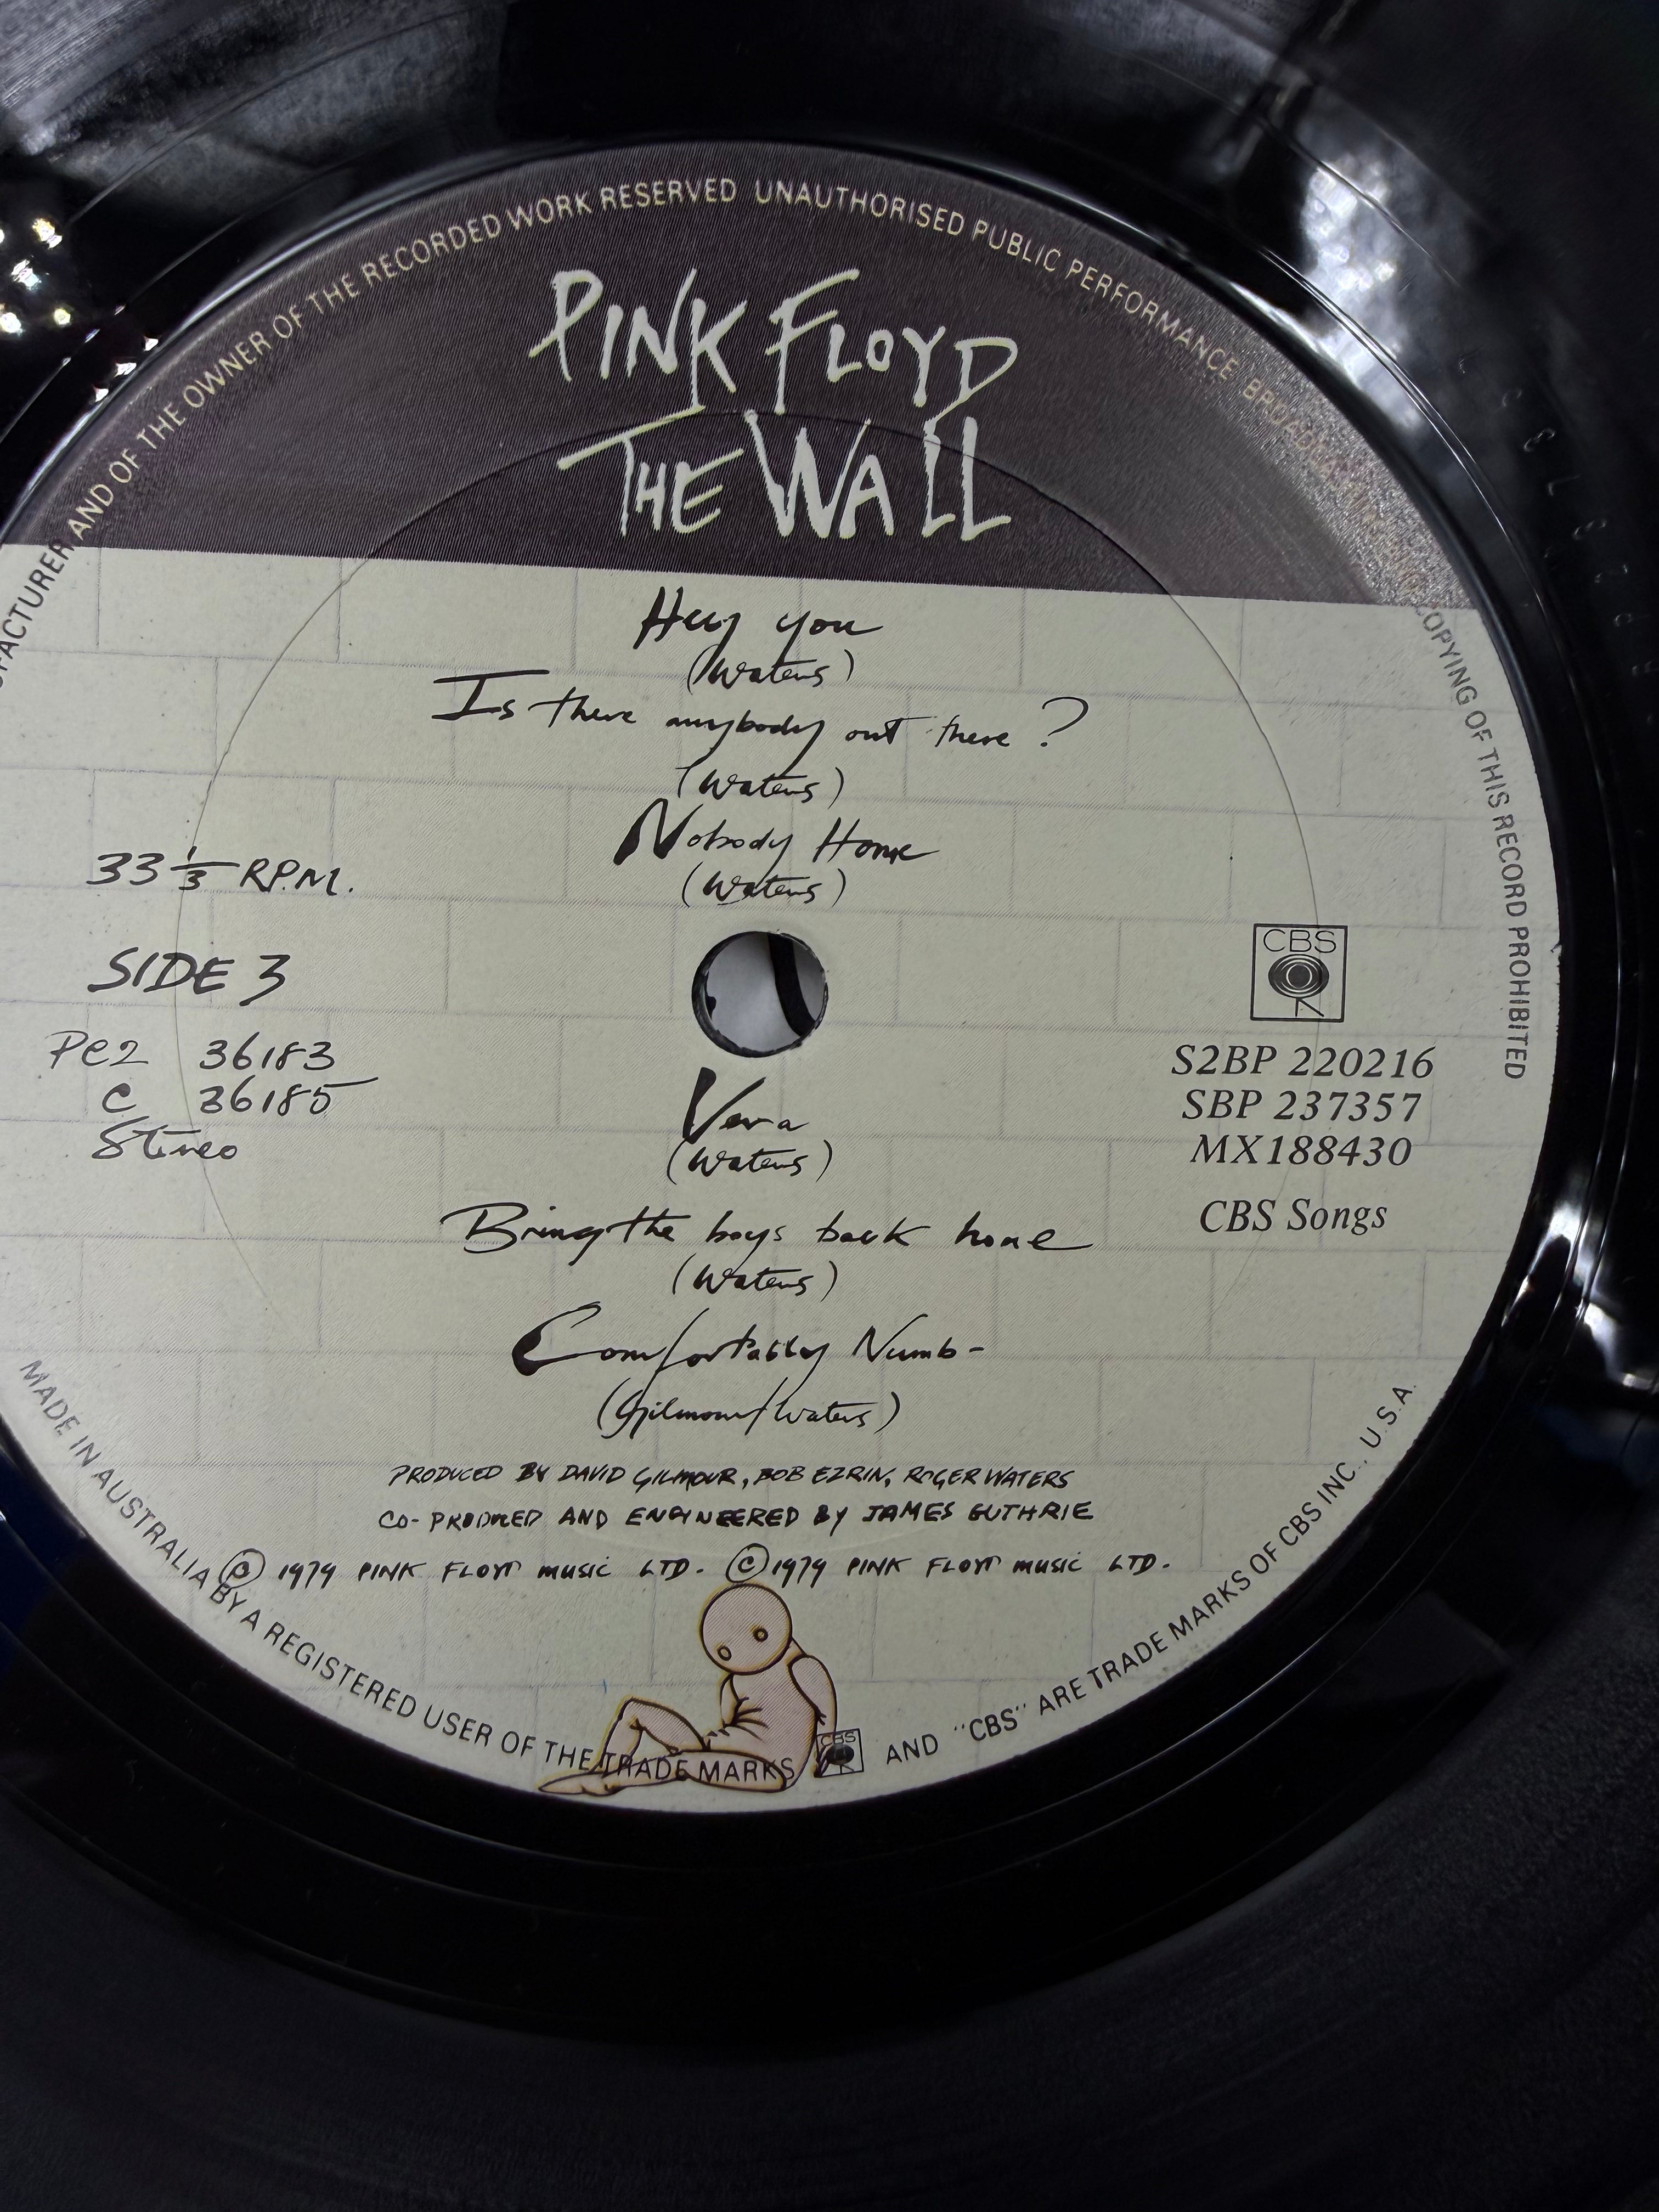 FACTURER AND OF THE OWNER OF THE RECORDED WORK RESERVED UNAUTHORISED PUBLIC PERFORMANCE BROADCASTING COPYING OF THIS RECORD PROHIBITED
PINK FLOYD
THE WALL
Hey you
(Waters)
Is there anybody out there?
(Waters)
Nobody Home
(Waters)
33 1/3 R.P.M.
SIDE 3
PC2 36183
C 36185
Stereo
CBS
S2BP 220216
SBP 237357
MX188430
CBS Songs
Vera
(Waters)
Bring the boys back home
(Waters)
Comfortably Numb-
(Gilmour/Waters)
PRODUCED BY DAVID GILMOUR, BOB EZRIN, ROGER WATERS
CO-PRODUCED AND ENGINEERED BY JAMES GUTHRIE
℗ 1979 PINK FLOYD MUSIC LTD. © 1979 PINK FLOYD MUSIC LTD.
MADE IN AUSTRALIA BY A REGISTERED USER OF THE TRADE MARKS CBS AND "CBS" ARE TRADE MARKS OF CBS INC., U.S.A.